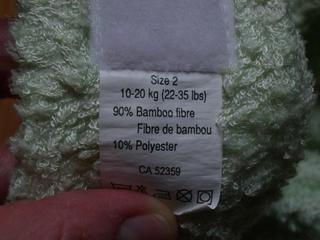 Size 2
10-20 kg (22-35 lbs)
90% Bamboo fibre
Fibre de bambou
10% Polyester
CA 52359